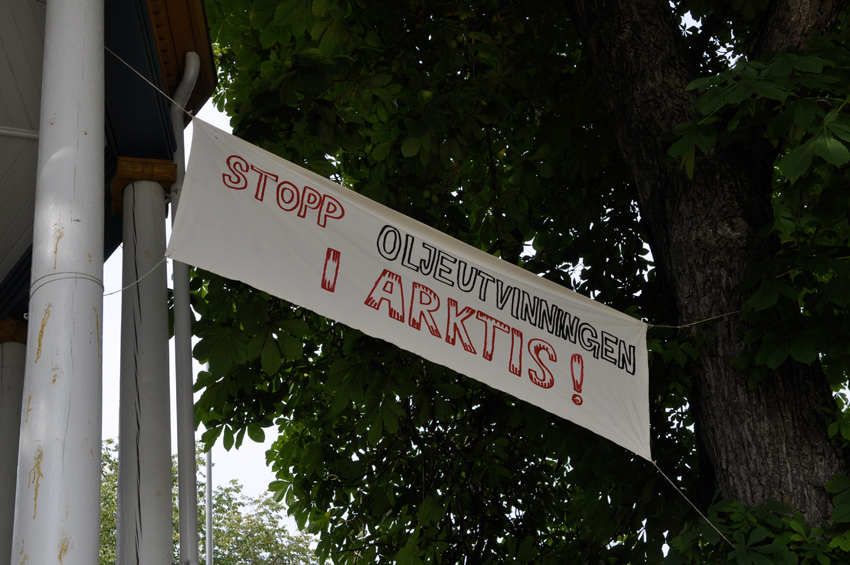 STOPP OLJEUTVINNINGEN
I ARKTIS!